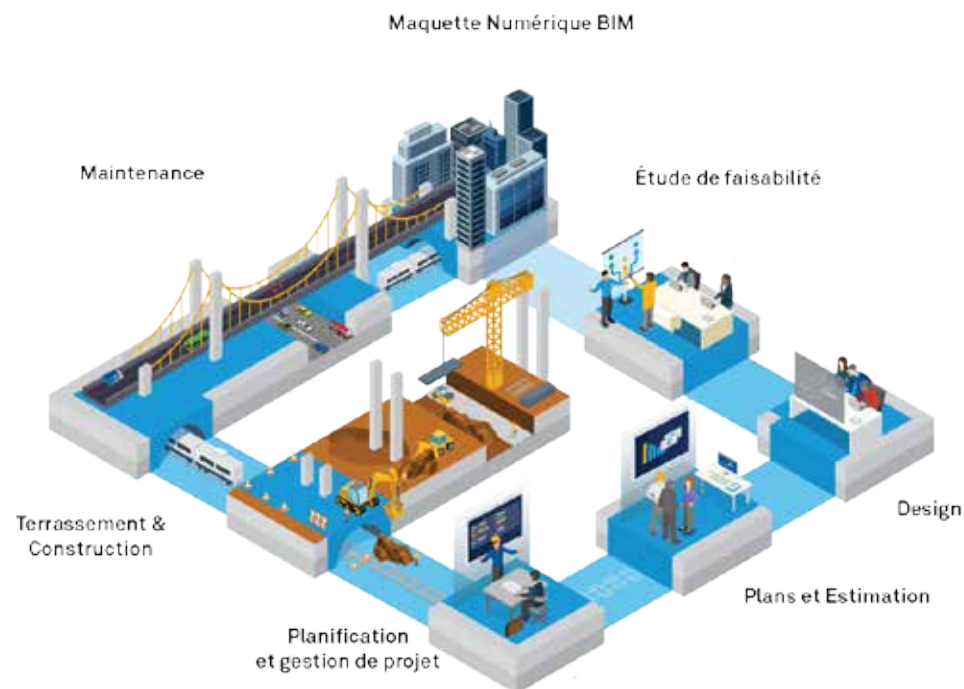 Maquette Numérique BIM
Maintenance
Étude de faisabilité
Terrassement &
Construction
Design
Plans et Estimation
Planification
et gestion de projet